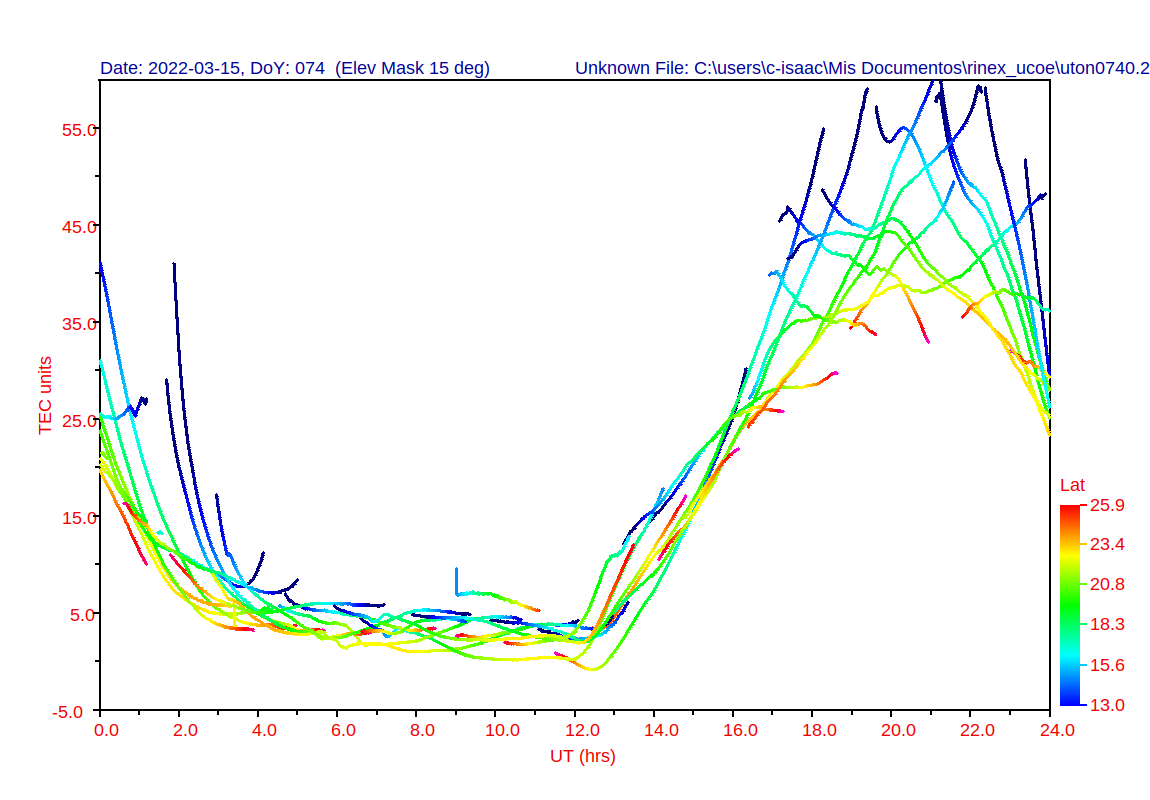 Date: 2022-03-15, DoY: 074  (Elev Mask 15 deg)  Unknown File: C:\users\c-isaac\Mis Documentos\rinex_ucoe\uton0740.2
55.0
45.0
35.0
25.0
15.0
5.0
-5.0
TEC units
0.0 2.0 4.0 6.0 8.0 10.0 12.0 14.0 16.0 18.0 20.0 22.0 24.0
UT (hrs)
Lat
25.9
23.4
20.8
18.3
15.6
13.0